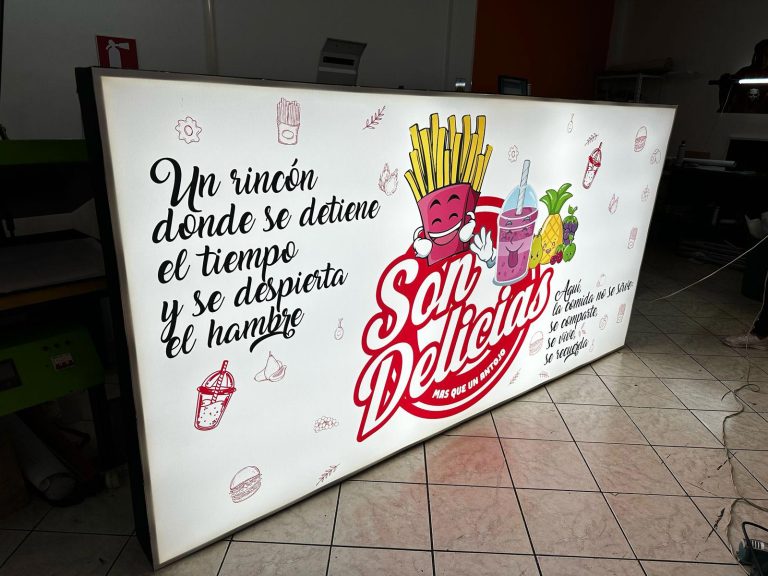 Un rincón
donde se detiene
el tiempo
y se despierta
el hambre
Son
Delicias
MAS QUE UN ANTOJO
Aquí,
la comida no se sirve:
se comparte,
se vive,
se recuerda